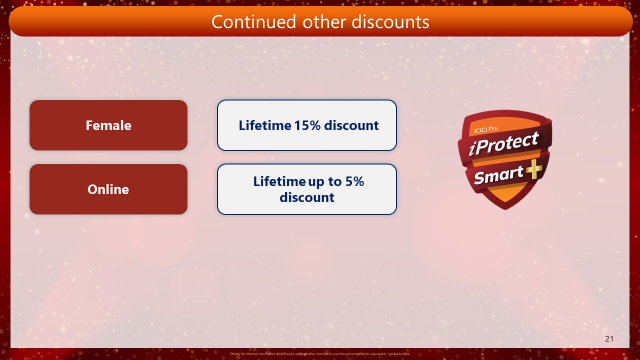 Continued other discounts
Female
Lifetime 15% discount
Online
Lifetime up to 5%
discount
ICICI Pru
iProtect
Smart+
21